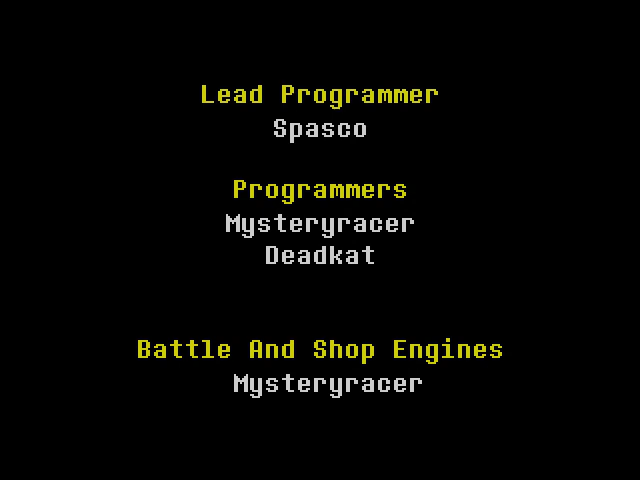 Lead Programmer
Spasco
Programmers
Mysteryracer
Deadkat
Battle And Shop Engines
Mysteryracer